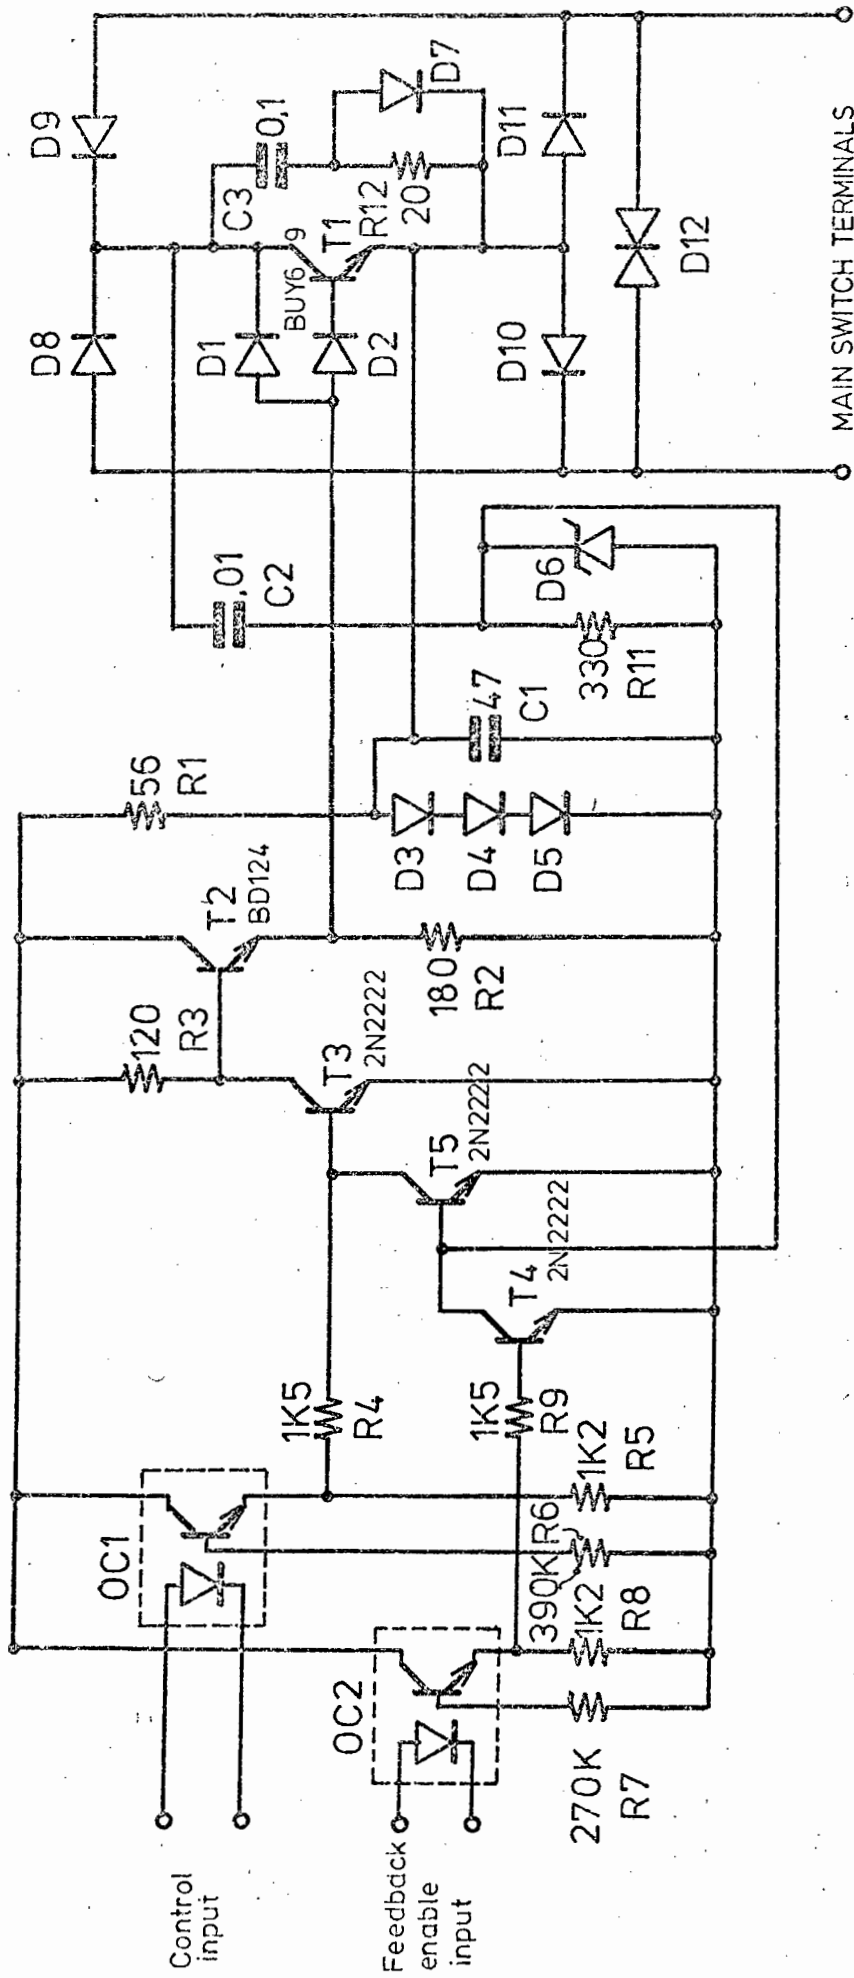 Control
input
Feedback
enable
input
OC1
OC2
270K
R7
1K2
R8
390K
R6
1K2
R5
1K5
R4
1K5
R9
T4
2N2222
T5
2N2222
T3
2N2222
120
R3
T2
BD124
180
R2
56
R1
D3
D4
D5
47
C1
,01
C2
330
R11
D6
D8
D9
D1
D2
BUY6 9
T1
C3
0,1
R12
20
D7
D10
D11
D12
MAIN SWITCH TERMINALS